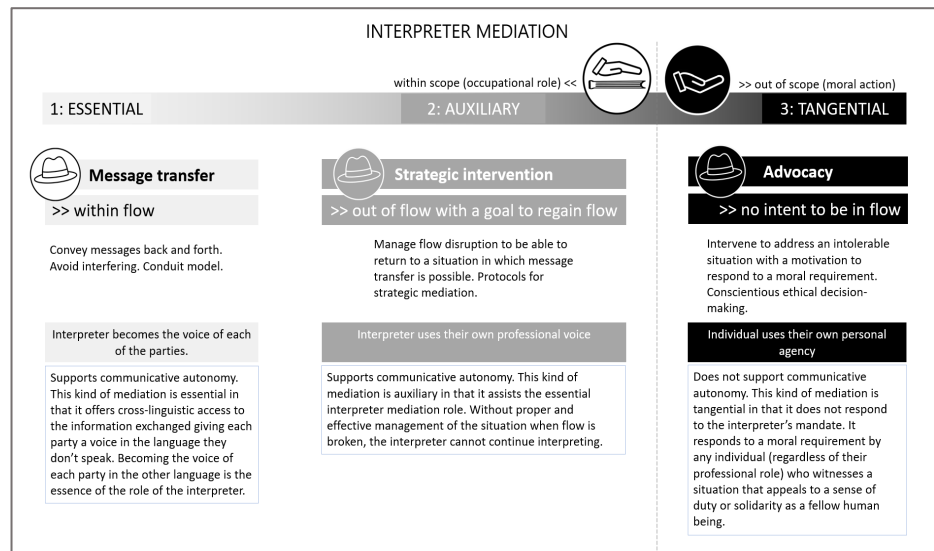 INTERPRETER MEDIATION
within scope (occupational role) <<
>> out of scope (moral action)
1: ESSENTIAL
2: AUXILIARY
3: TANGENTIAL
Message transfer
>> within flow
Convey messages back and forth.
Avoid interfering. Conduit model.
Interpreter becomes the voice of each
of the parties.
Supports communicative autonomy.
This kind of mediation is essential in
that it offers cross-linguistic access to
the information exchanged giving each
party a voice in the language they
don't speak. Becoming the voice of
each party in the other language is the
essence of the role of the interpreter.
Strategic intervention
>> out of flow with a goal to regain flow
Manage flow disruption to be able to
return to a situation in which message
transfer is possible. Protocols for
strategic mediation.
Interpreter uses their own professional voice
Supports communicative autonomy. This kind of
mediation is auxiliary in that it assists the essential
interpreter mediation role. Without proper and
effective management of the situation when flow is
broken, the interpreter cannot continue interpreting.
Advocacy
>> no intent to be in flow
Intervene to address an intolerable
situation with a motivation to
respond to a moral requirement.
Conscientious ethical decision-
making.
Individual uses their own personal
agency
Does not support communicative
autonomy. This kind of mediation is
tangential in that it does not respond
to the interpreter's mandate. It
responds to a moral requirement by
any individual (regardless of their
professional role) who witnesses a
situation that appeals to a sense of
duty or solidarity as a fellow human
being.